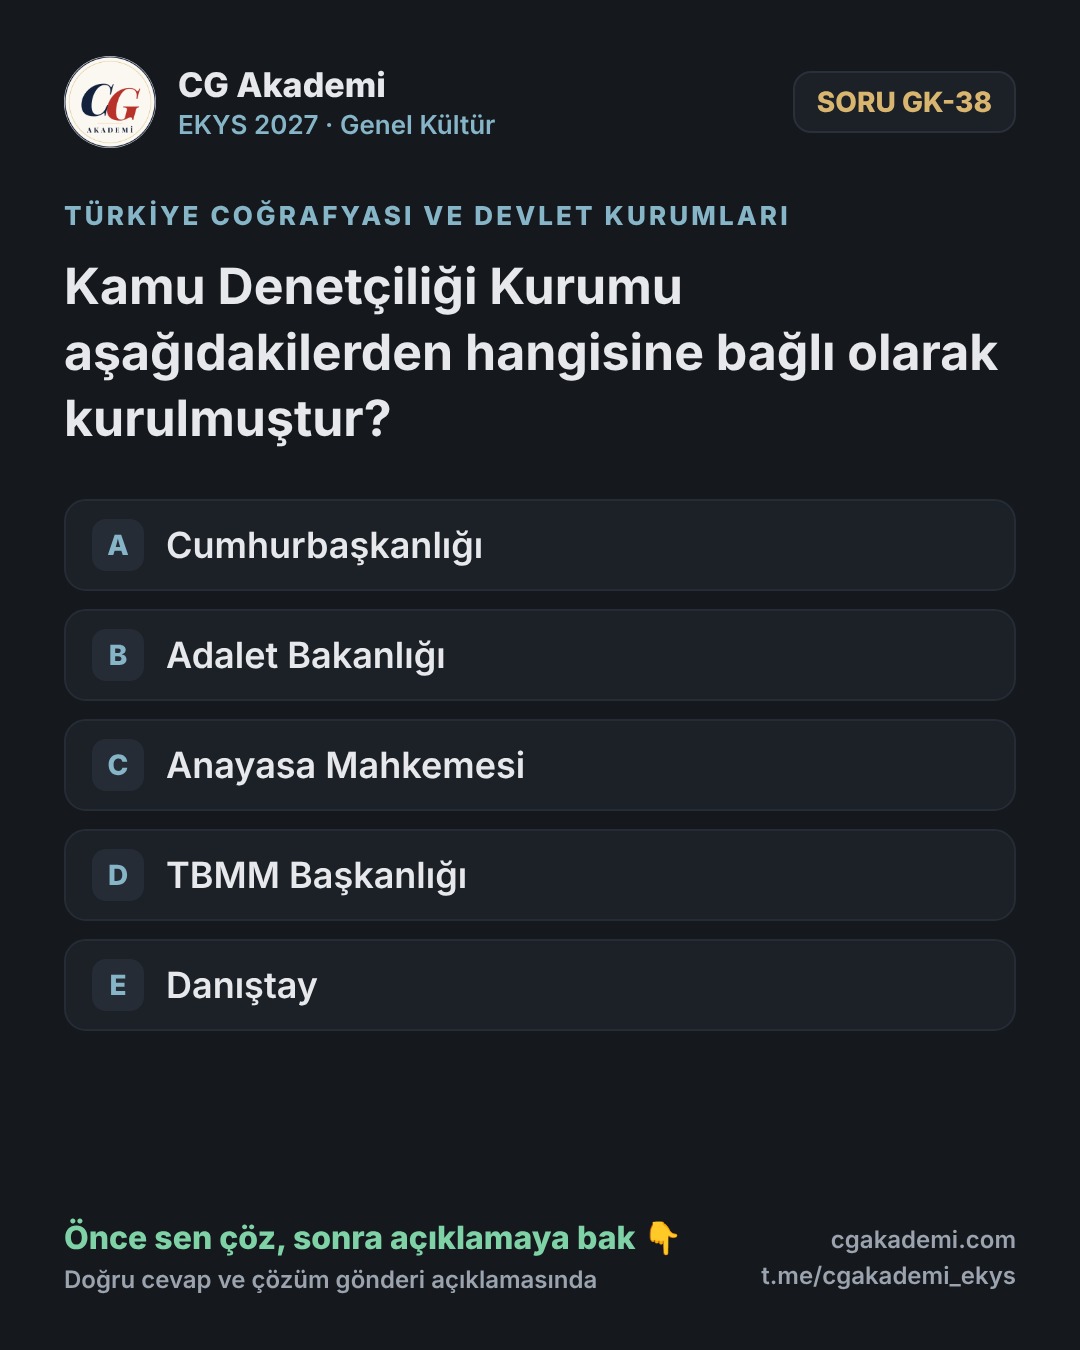 CG
AKADEMİ
CG Akademi
EKYS 2027 · Genel Kültür
SORU GK-38
TÜRKİYE COĞRAFYASI VE DEVLET KURUMLARI
Kamu Denetçiliği Kurumu
aşağıdakilerden hangisine bağlı olarak
kurulmuştur?
A Cumhurbaşkanlığı
B Adalet Bakanlığı
C Anayasa Mahkemesi
D TBMM Başkanlığı
E Danıştay
Önce sen çöz, sonra açıklamaya bak 👇
Doğru cevap ve çözüm gönderi açıklamasında
cgakademi.com
t.me/cgakademi_ekys